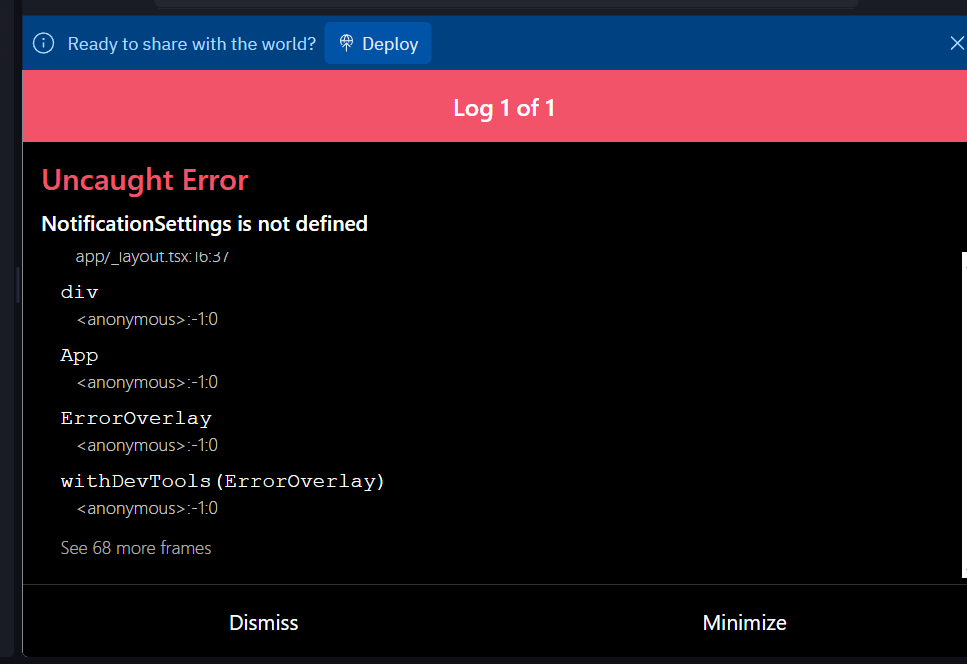 Ready to share with the world? Deploy
Log 1 of 1
Uncaught Error
NotificationSettings is not defined
app/_layout.tsx:16:37
div
<anonymous>:-1:0
App
<anonymous>:-1:0
ErrorOverlay
<anonymous>:-1:0
withDevTools(ErrorOverlay)
<anonymous>:-1:0
See 68 more frames
Dismiss Minimize